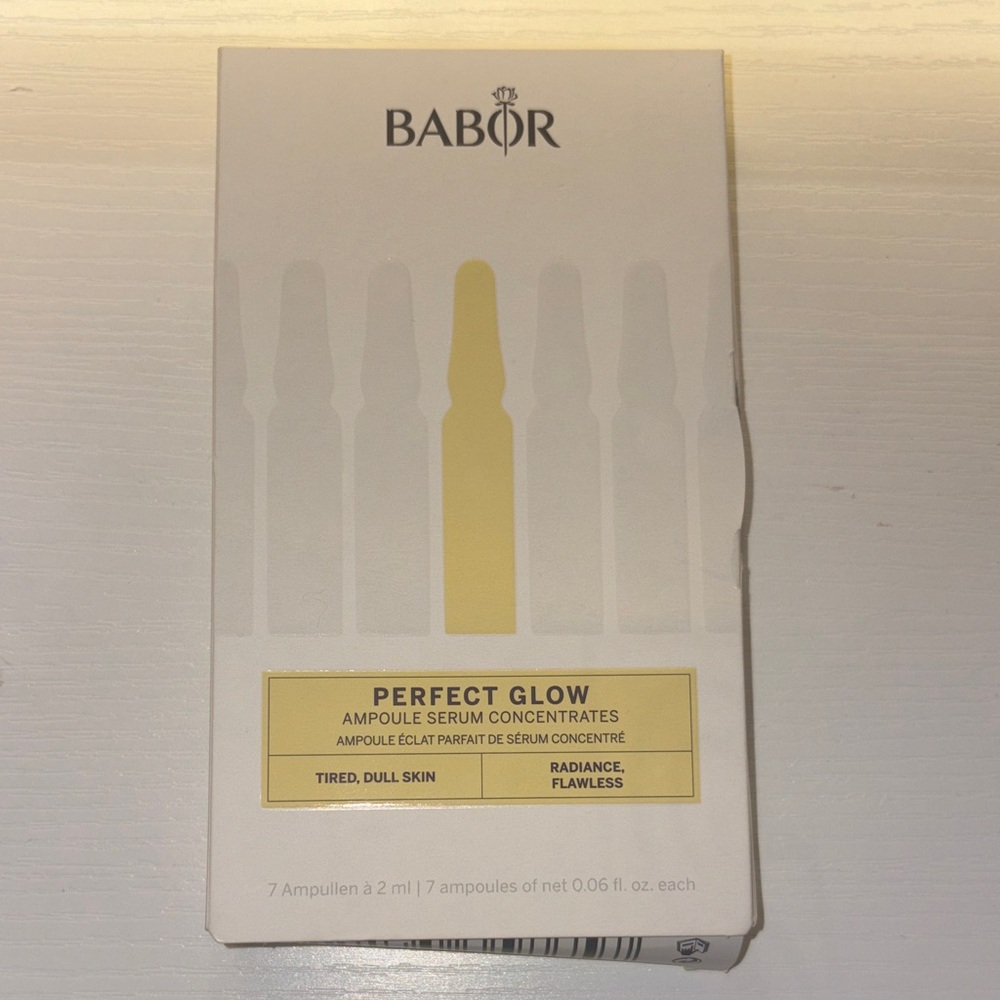 BABOR
PERFECT GLOW
AMPOULE SERUM CONCENTRATES
AMPOULE ÉCLAT PARFAIT DE SÉRUM CONCENTRÉ
TIRED, DULL SKIN
RADIANCE,
FLAWLESS
7 Ampullen à 2 ml | 7 ampoules of net 0.06 fl. oz. each